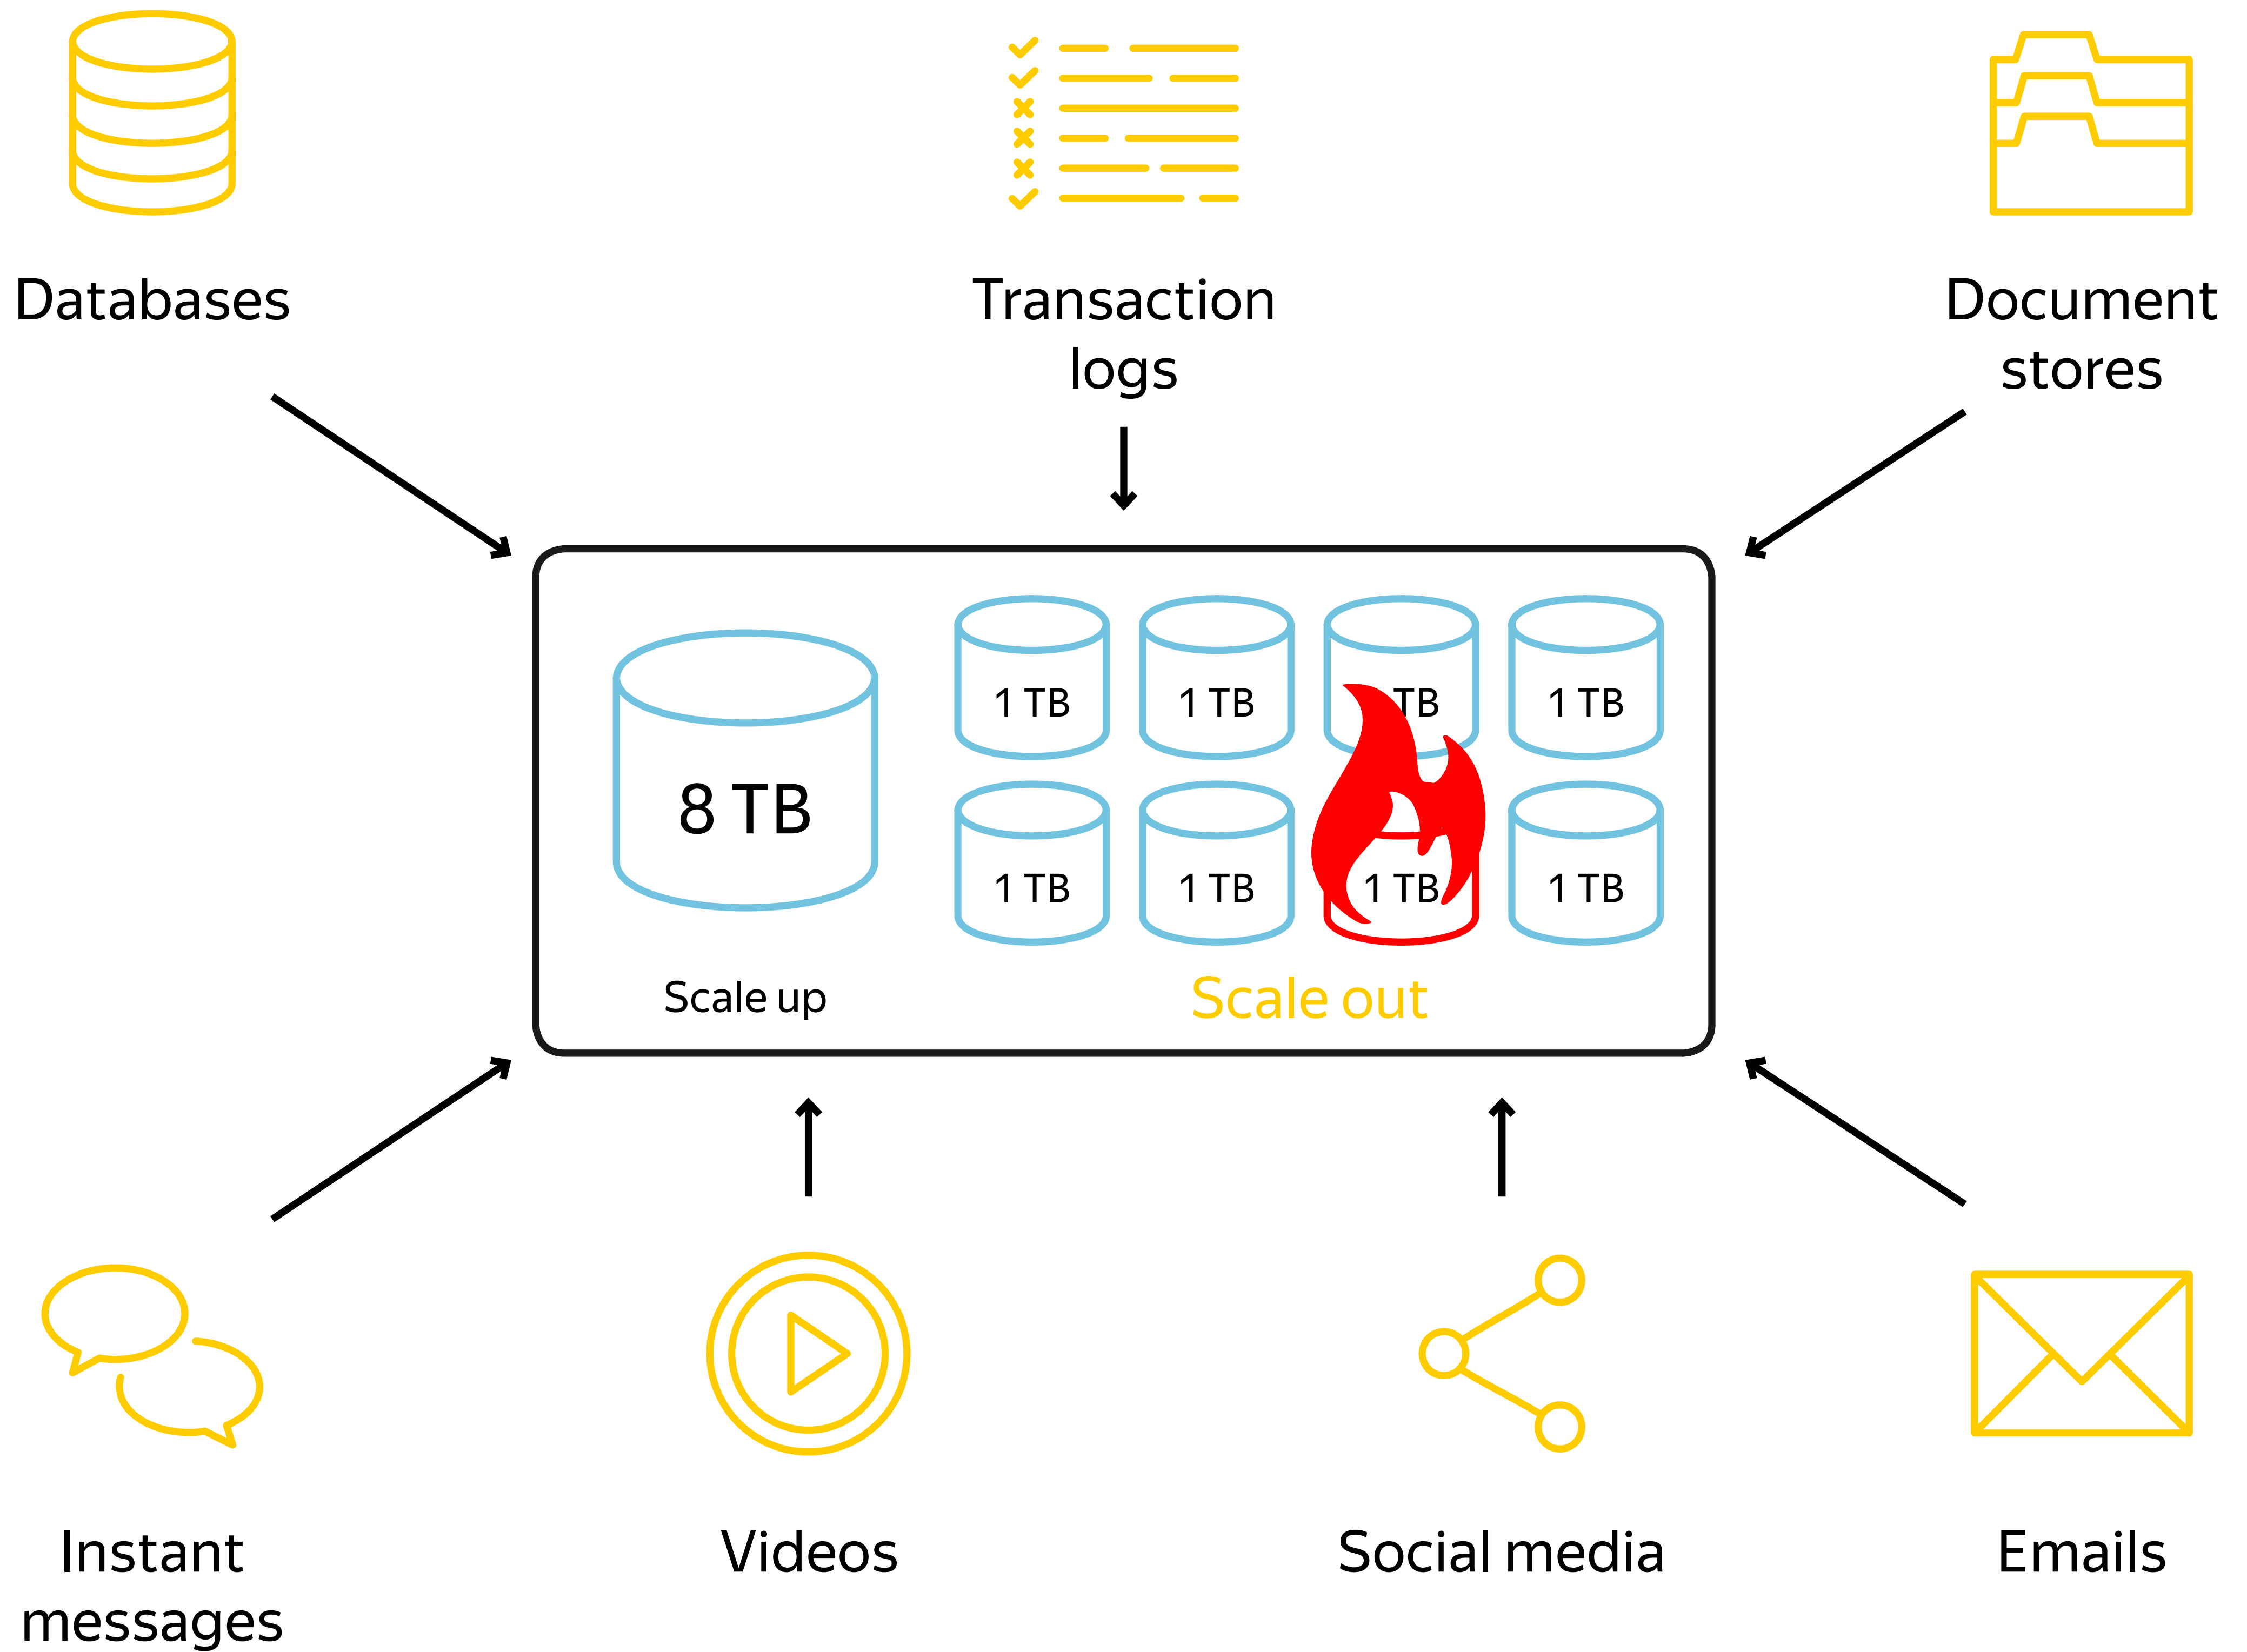 Databases
Transaction
logs
Document
stores
8 TB
1 TB
1 TB
TB
1 TB
1 TB
1 TB
1 TB
1 TB
Scale up
Scale out
Instant
messages
Videos
Social media
Emails